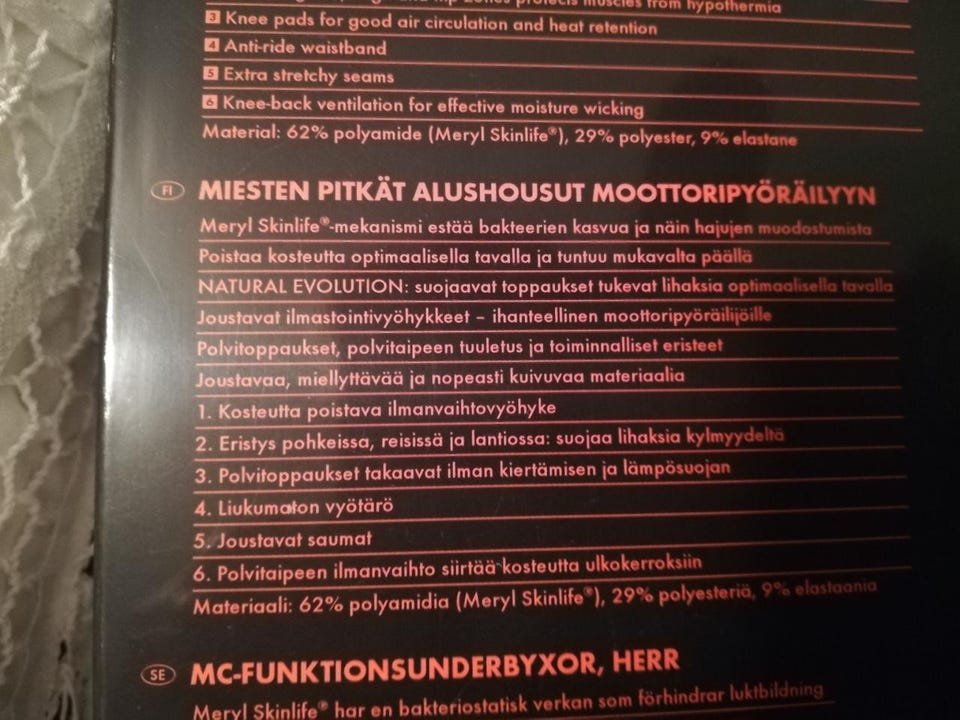 zones protects muscles from hypothermia
3 Knee pads for good air circulation and heat retention
4 Anti-ride waistband
5 Extra stretchy seams
6 Knee-back ventilation for effective moisture wicking
Material: 62% polyamide (Meryl Skinlife®), 29% polyester, 9% elastane
FI MIESTEN PITKÄT ALUSHOUSUT MOOTTORIPYÖRÄILYYN
Meryl Skinlife®-mekanismi estää bakteerien kasvua ja näin hajujen muodostumista
Poistaa kosteutta optimaalisella tavalla ja tuntuu mukavalta päällä
NATURAL EVOLUTION: suojaavat toppaukset tukevat lihaksia optimaalisella tavalla
Joustavat ilmastointivyöhykkeet – ihanteellinen moottoripyöräilijöille
Polvitoppaukset, polvitaipeen tuuletus ja toiminnalliset eristeet
Joustavaa, miellyttävää ja nopeasti kuivuvaa materiaalia
1. Kosteutta poistava ilmanvaihtovyöhyke
2. Eristys pohkeissa, reisissä ja lantiossa: suojaa lihaksia kylmyydeltä
3. Polvitoppaukset takaavat ilman kiertämisen ja lämpösuojan
4. Liukumaton vyötärö
5. Joustavat saumat
6. Polvitaipeen ilmanvaihto siirtää kosteutta ulkokerroksiin
Materiaali: 62% polyamidia (Meryl Skinlife®), 29% polyesteriä, 9% elastaania
SE MC-FUNKTIONSUNDERBYXOR, HERR
Meryl Skinlife® har en bakteriostatisk verkan som förhindrar luktbildning